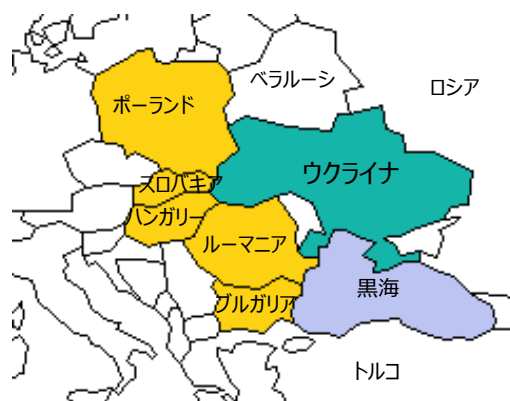 ベラルーシ
ロシア
ポーランド
ウクライナ
スロバキア
ハンガリー
ルーマニア
ブルガリア
黒海
トルコ